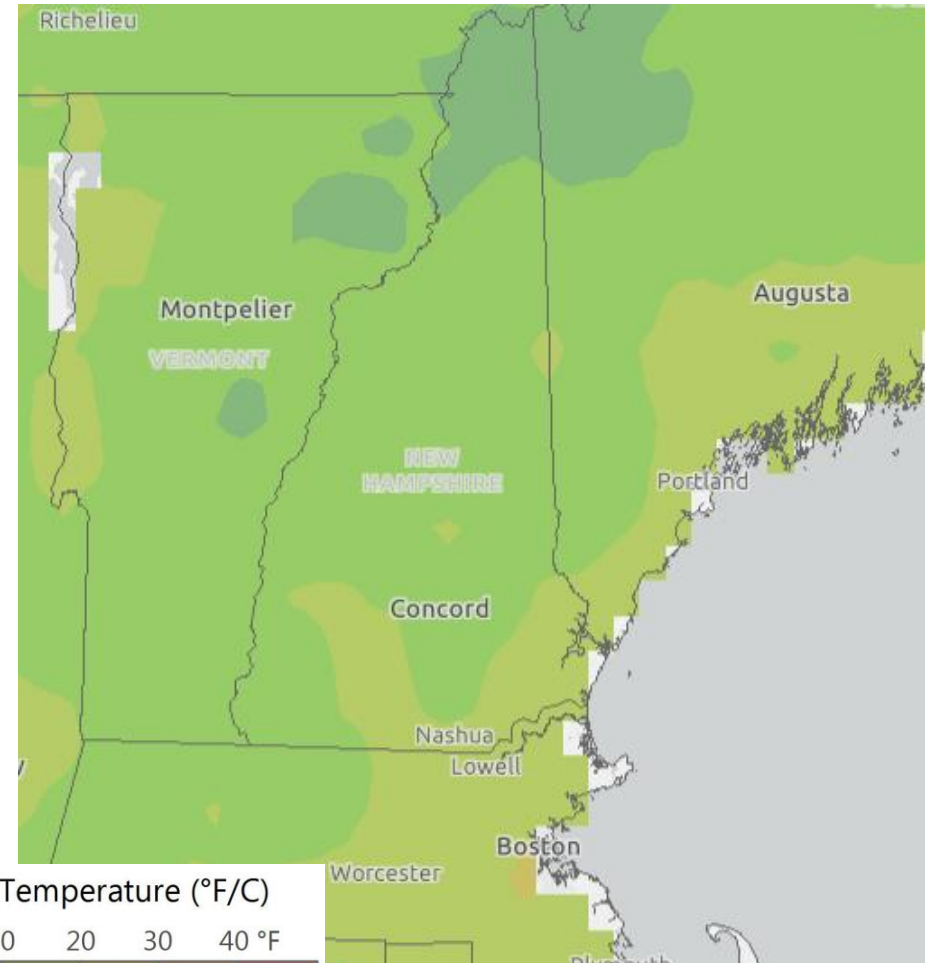 Richelieu
Augusta
Montpelier
VERMONT
NEW
HAMPSHIRE
Portland
Concord
Nashua
Lowell
Boston
Worcester
Temperature (°F/C)
0 20 30 40 °F